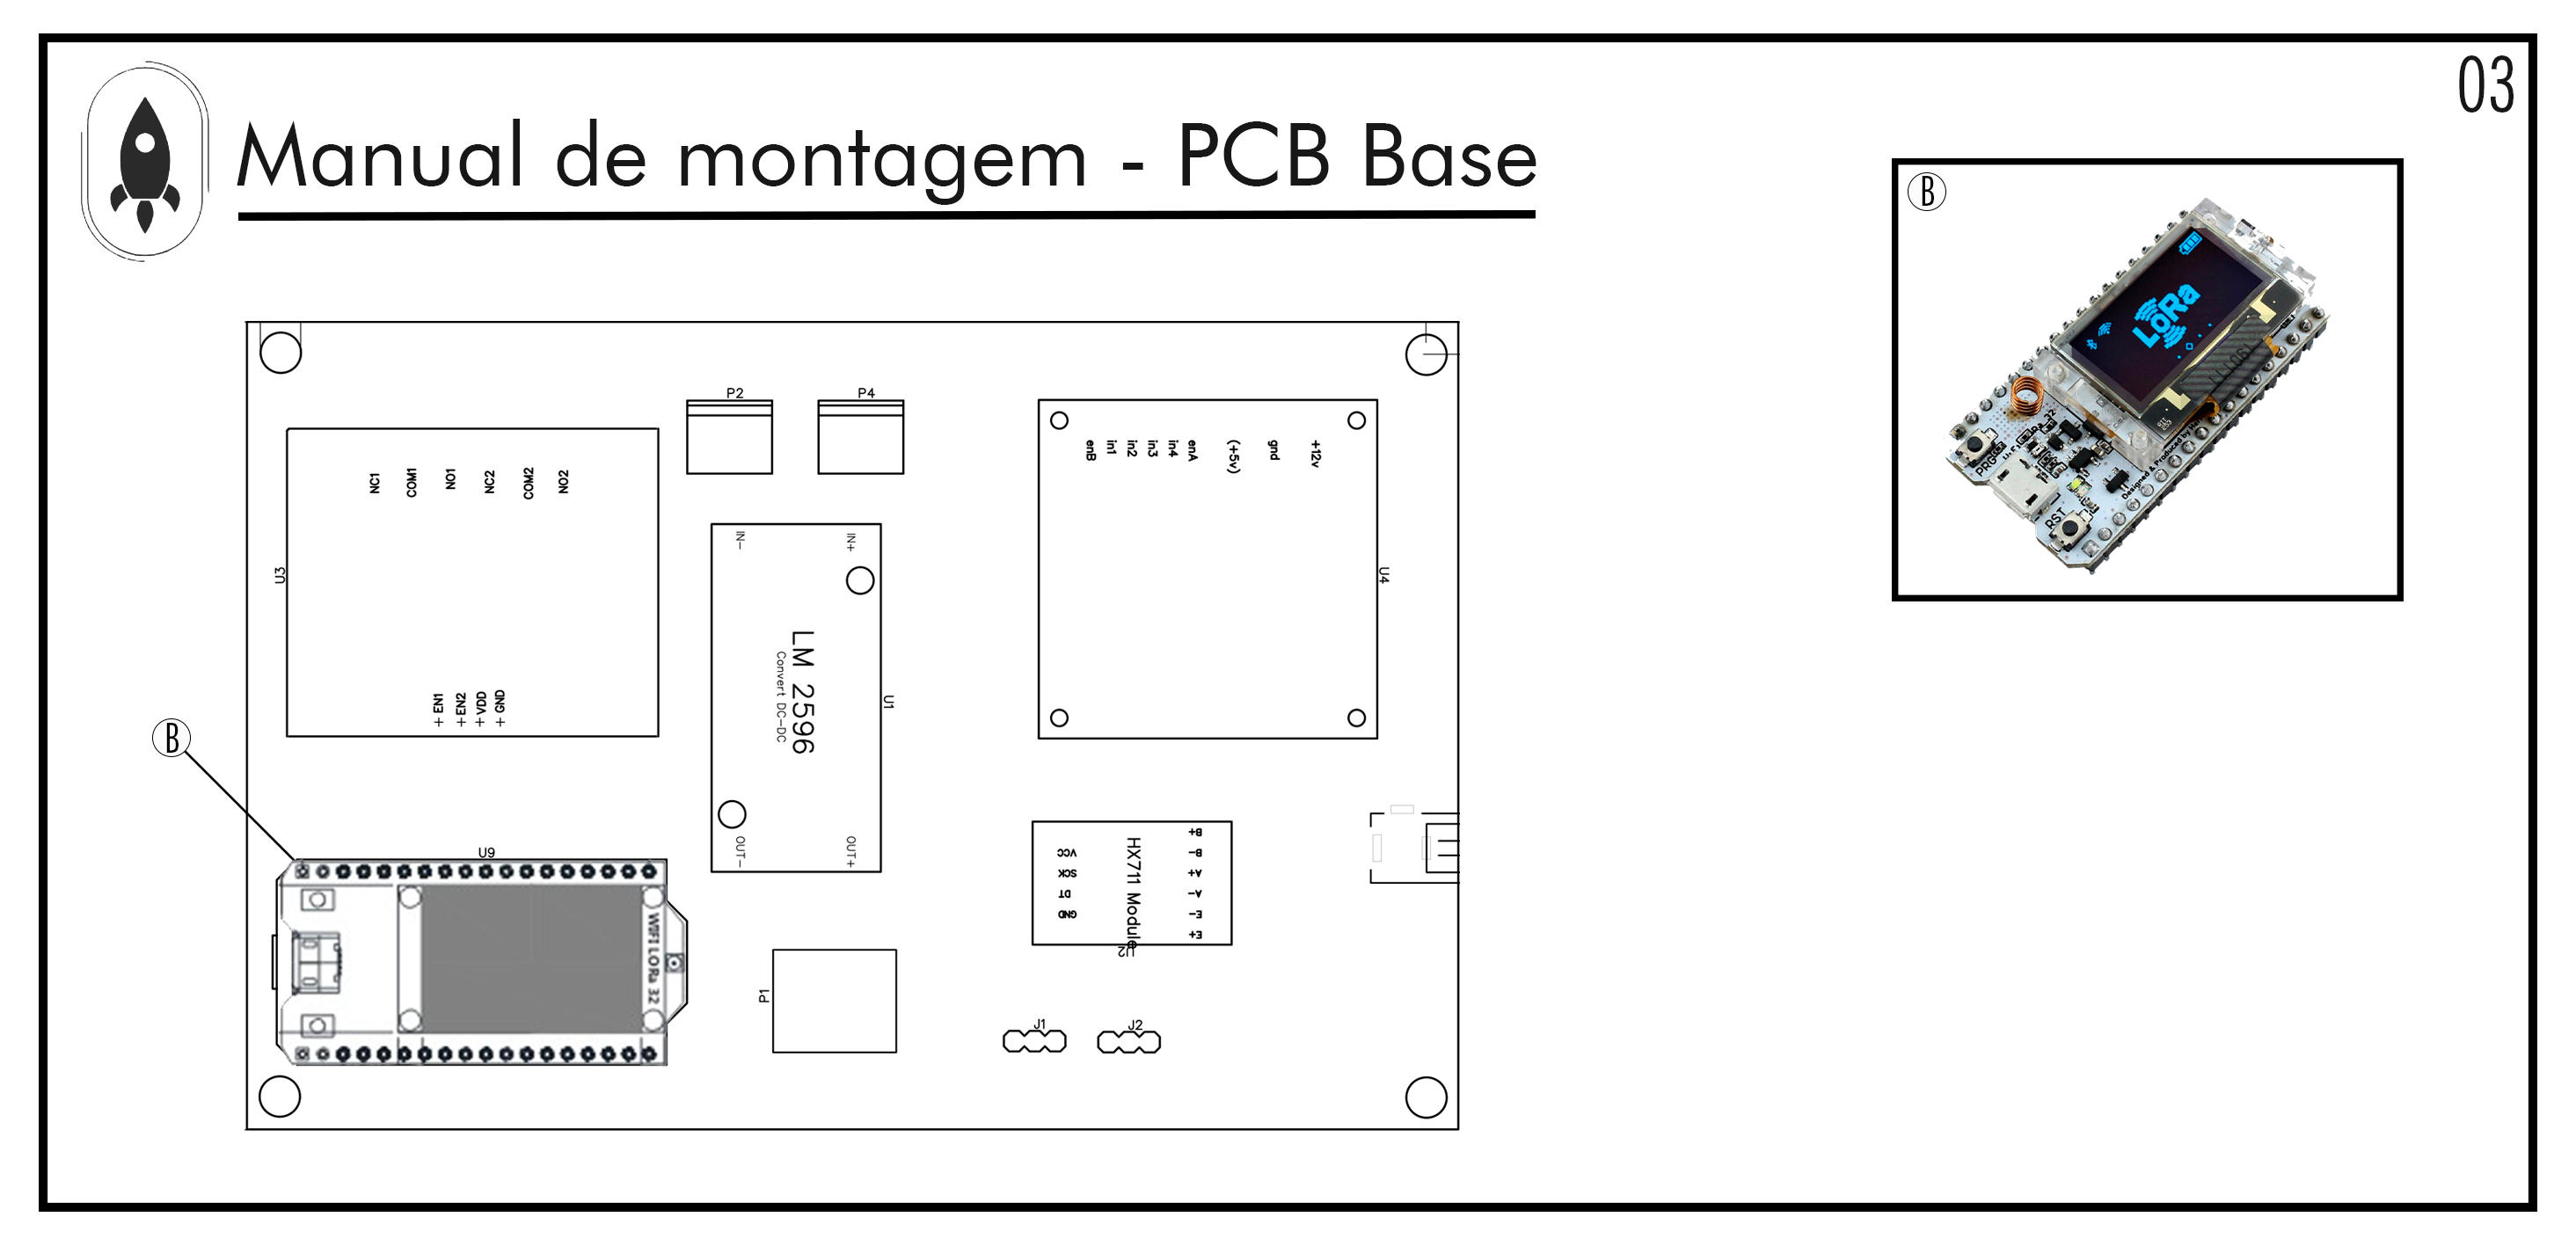 03
Manual de montagem - PCB Base
B
LoRa
PRG
RST
P2
P4
U3
NC1
COM1
NO1
NC2
COM2
NO2
+ EN1
+ EN2
+ VDD
+ GND
IN-
IN+
LM 2596
Convert DC-DC
OUT-
OUT+
U1
enB
in1
in2
in3
in4
enA
(+5v)
gnd
+12v
U4
B
U9
WIFI LORa 32
P1
VCC
SCK
DT
GND
HX711 Module
B+
B-
A+
A-
E-
E+
U2
J1
J2